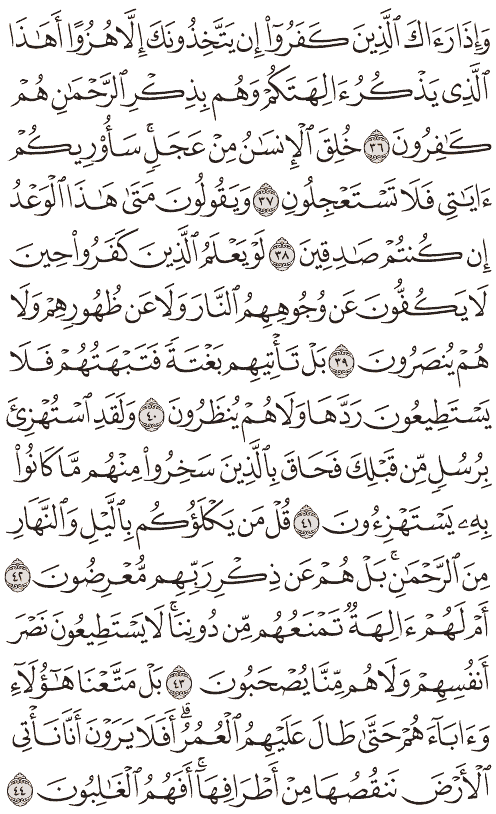 وَإِذَا رَءَاكَ ٱلَّذِينَ كَفَرُوٓا۟ إِن يَتَّخِذُونَكَ إِلَّا هُزُوًا أَهَـٰذَا
ٱلَّذِى يَذْكُرُ ءَالِهَتَكُمْ وَهُم بِذِكْرِ ٱلرَّحْمَـٰنِ هُمْ
كَـٰفِرُونَ ٣٦ خُلِقَ ٱلْإِنسَـٰنُ مِنْ عَجَلٍۢ ۚ سَأُو۟رِيكُمْ
ءَايَـٰتِى فَلَا تَسْتَعْجِلُونِ ٣٧ وَيَقُولُونَ مَتَىٰ هَـٰذَا ٱلْوَعْدُ
إِن كُنتُمْ صَـٰدِقِينَ ٣٨ لَوْ يَعْلَمُ ٱلَّذِينَ كَفَرُوا۟ حِينَ
لَا يَكُفُّونَ عَن وُجُوهِهِمُ ٱلنَّارَ وَلَا عَن ظُهُورِهِمْ وَلَا
هُمْ يُنصَرُونَ ٣٩ بَلْ تَأْتِيهِم بَغْتَةًۭ فَتَبْهَتُهُمْ فَلَا
يَسْتَطِيعُونَ رَدَّهَا وَلَا هُمْ يُنظَرُونَ ٤٠ وَلَقَدِ ٱسْتُهْزِئَ
بِرُسُلٍۢ مِّن قَبْلِكَ فَحَاقَ بِٱلَّذِينَ سَخِرُوا۟ مِنْهُم مَّا كَانُوا۟
بِهِۦ يَسْتَهْزِءُونَ ٤١ قُلْ مَن يَكْلَؤُكُم بِٱلَّيْلِ وَٱلنَّهَارِ
مِنَ ٱلرَّحْمَـٰنِ ۗ بَلْ هُمْ عَن ذِكْرِ رَبِّهِم مُّعْرِضُونَ ٤٢
أَمْ لَهُمْ ءَالِهَةٌۭ تَمْنَعُهُم مِّن دُونِنَا ۚ لَا يَسْتَطِيعُونَ نَصْرَ
أَنفُسِهِمْ وَلَا هُم مِّنَّا يُصْحَبُونَ ٤٣ بَلْ مَتَّعْنَا هَـٰٓؤُلَآءِ
وَءَابَآءَهُمْ حَتَّىٰ طَالَ عَلَيْهِمُ ٱلْعُمُرُ ۗ أَفَلَا يَرَوْنَ أَنَّا نَأْتِى
ٱلْأَرْضَ نَنقُصُهَا مِنْ أَطْرَافِهَآ ۚ أَفَهُمُ ٱلْغَـٰلِبُونَ ٤٤